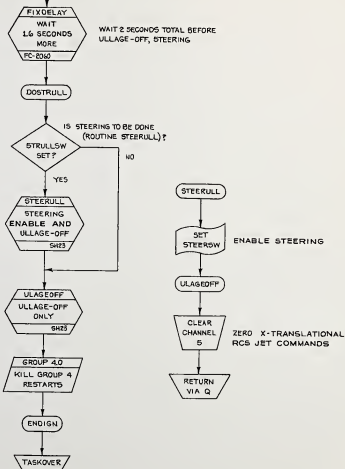 FIXDELAY
WAIT
1.6 SECONDS
MORE
FC-2060
WAIT 2 SECONDS TOTAL BEFORE
ULLAGE-OFF, STEERING
DOSTRULL
IS STEERING TO BE DONE
(ROUTINE STEERULL)?
STRULLSW
SET?
NO
YES
STEERULL
STEERING
ENABLE AND
ULLAGE-OFF
SH23
ULAGEOFF
ULLAGE-OFF
ONLY
SH23
GROUP 4.0
KILL GROUP 4
RESTARTS
ENDIGN
TASKOVER
STEERULL
SET
STEERSW
ENABLE STEERING
ULAGEOFF
CLEAR
CHANNEL
5
ZERO X-TRANSLATIONAL
RCS JET COMMANDS
RETURN
VIA Q